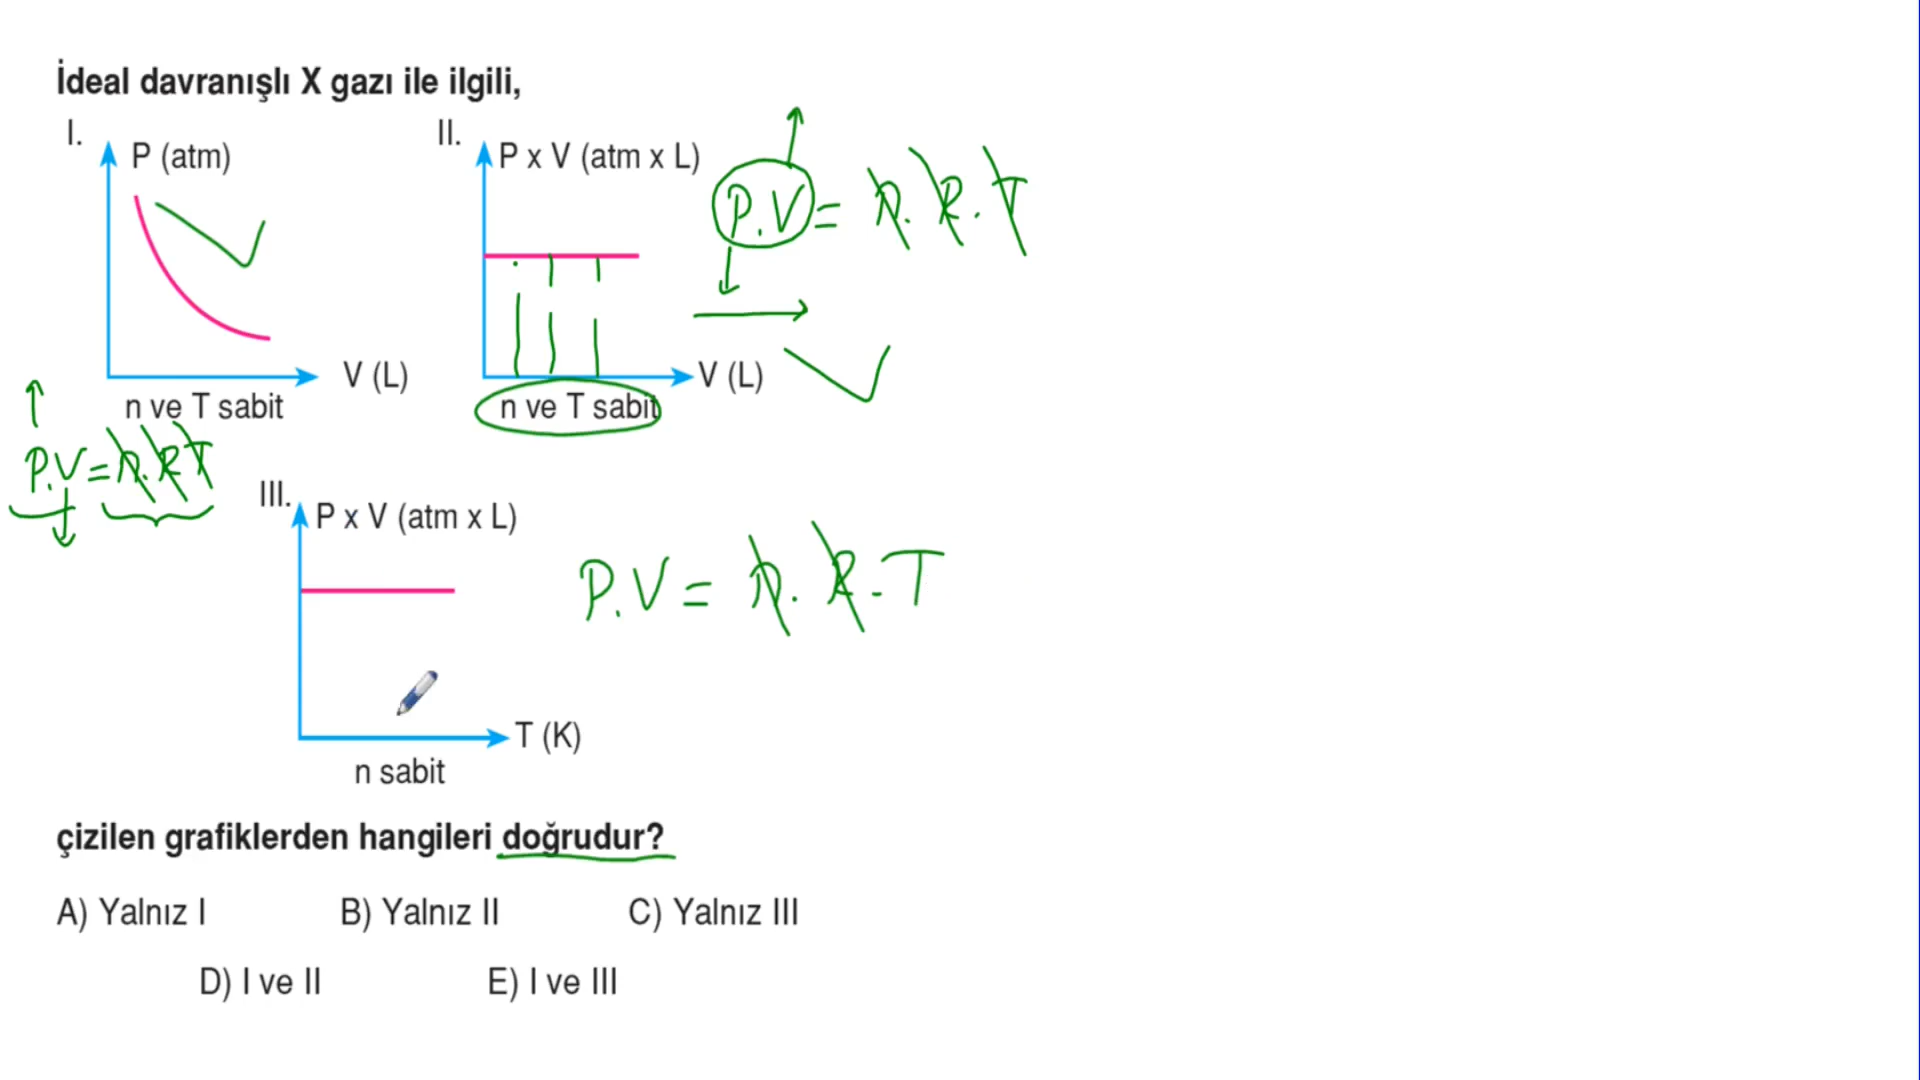 İdeal davranışlı X gazı ile ilgili,
I.
P (atm)
V (L)
n ve T sabit
P.V=n.RT
II.
P x V (atm x L)
V (L)
n ve T sabit
P.V = n.R.T
III.
P x V (atm x L)
T (K)
n sabit
P.V = n.R.T
çizilen grafiklerden hangileri doğrudur?
A) Yalnız I B) Yalnız II C) Yalnız III
D) I ve II E) I ve III